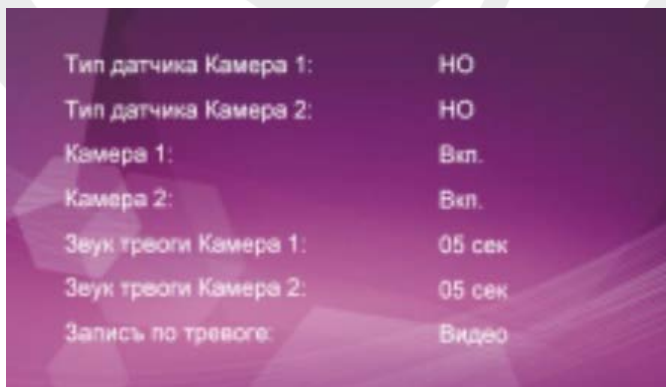 Тип датчика Камера 1: НО
Тип датчика Камера 2: НО
Камера 1: Вкл.
Камера 2: Вкл.
Звук тревоги Камера 1: 05 сек
Звук тревоги Камера 2: 05 сек
Запись по тревоге: Видео